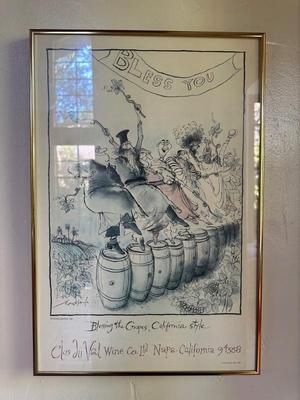 BLESS YOU
Blessing the Grapes, California style.
Clos du Val Wine Co. Ltd Napa. California 94558